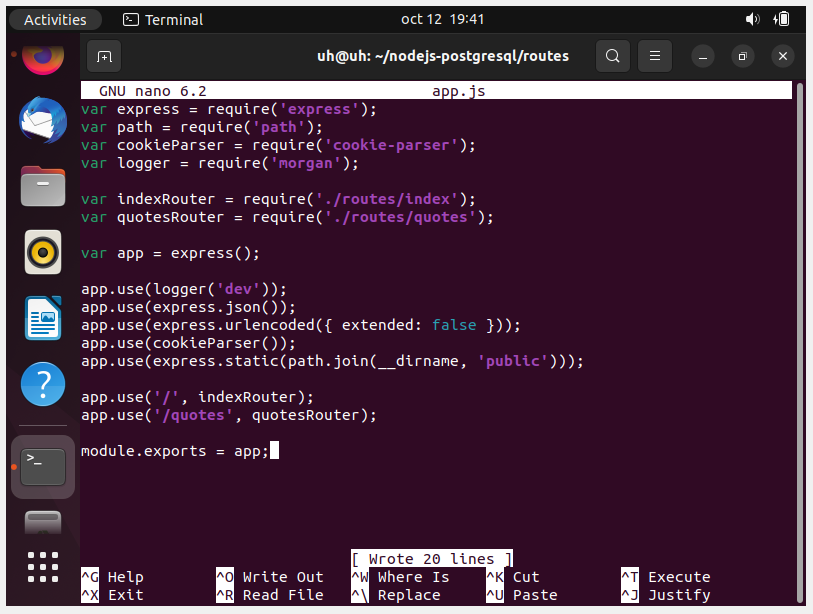 Activities Terminal oct 12 19:41
uh@uh: ~/nodejs-postgresql/routes
GNU nano 6.2 app.js
var express = require('express');
var path = require('path');
var cookieParser = require('cookie-parser');
var logger = require('morgan');
var indexRouter = require('./routes/index');
var quotesRouter = require('./routes/quotes');
var app = express();
app.use(logger('dev'));
app.use(express.json());
app.use(express.urlencoded({ extended: false }));
app.use(cookieParser());
app.use(express.static(path.join(__dirname, 'public')));
app.use('/', indexRouter);
app.use('/quotes', quotesRouter);
module.exports = app;
[ Wrote 20 lines ]
^G Help ^O Write Out ^W Where Is ^K Cut ^T Execute
^X Exit ^R Read File ^\ Replace ^U Paste ^J Justify